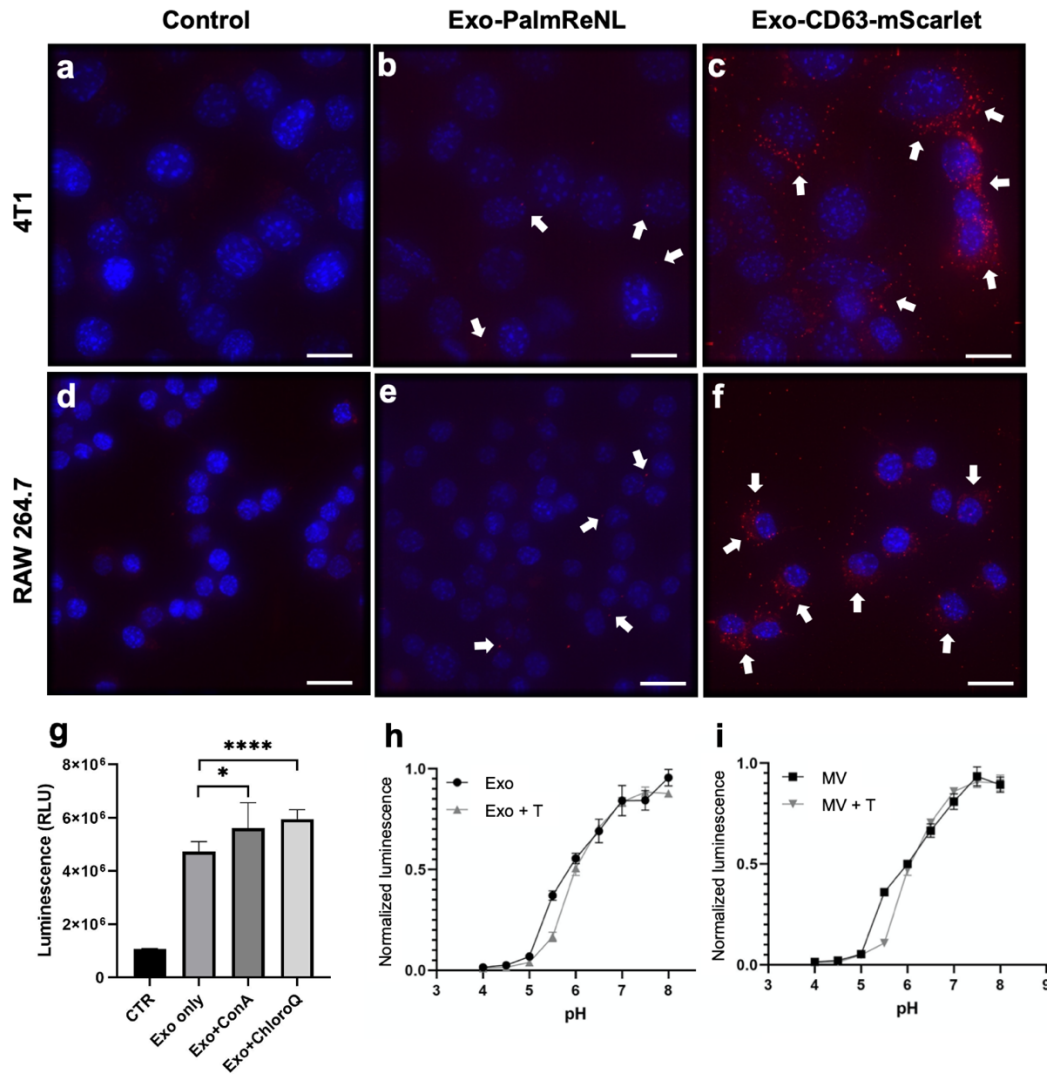 Control Exo-PalmReNL Exo-CD63-mScarlet
4T1
a b c
RAW 264.7
d e f
g
Luminescence (RLU)
8×10⁶
6×10⁶
4×10⁶
2×10⁶
0
****
*
CTR
Exo only
Exo+ConA
Exo+ChloroQ
h
Normalized luminescence
1.0
0.5
0.0
Exo
Exo + T
3 4 5 6 7 8
pH
i
Normalized luminescence
1.0
0.5
0.0
MV
MV + T
3 4 5 6 7 8 9
pH